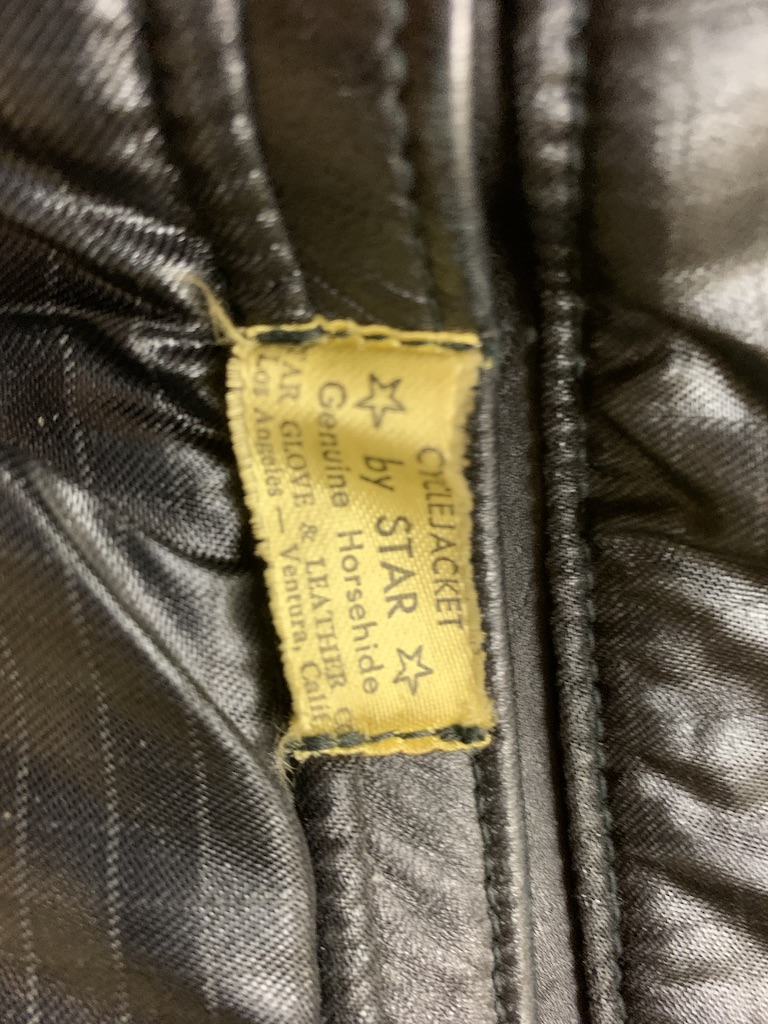 CYCLEJACKET
☆ by STAR ☆
Genuine Horsehide
AR GLOVE & LEATHER C
Los Angeles — Ventura, Calif